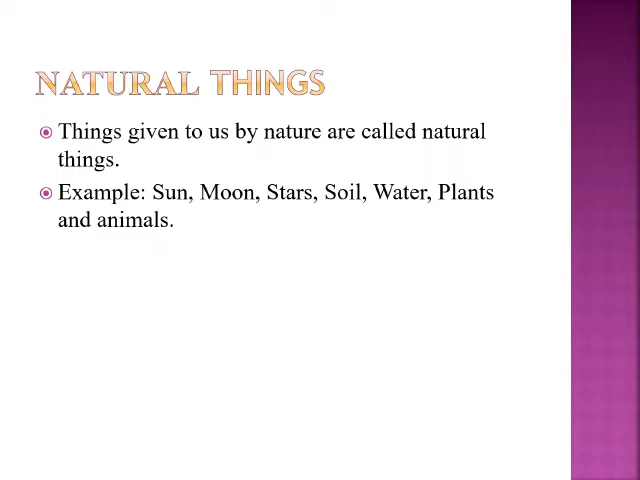 NATURAL THINGS
Things given to us by nature are called natural
things.
Example: Sun, Moon, Stars, Soil, Water, Plants
and animals.